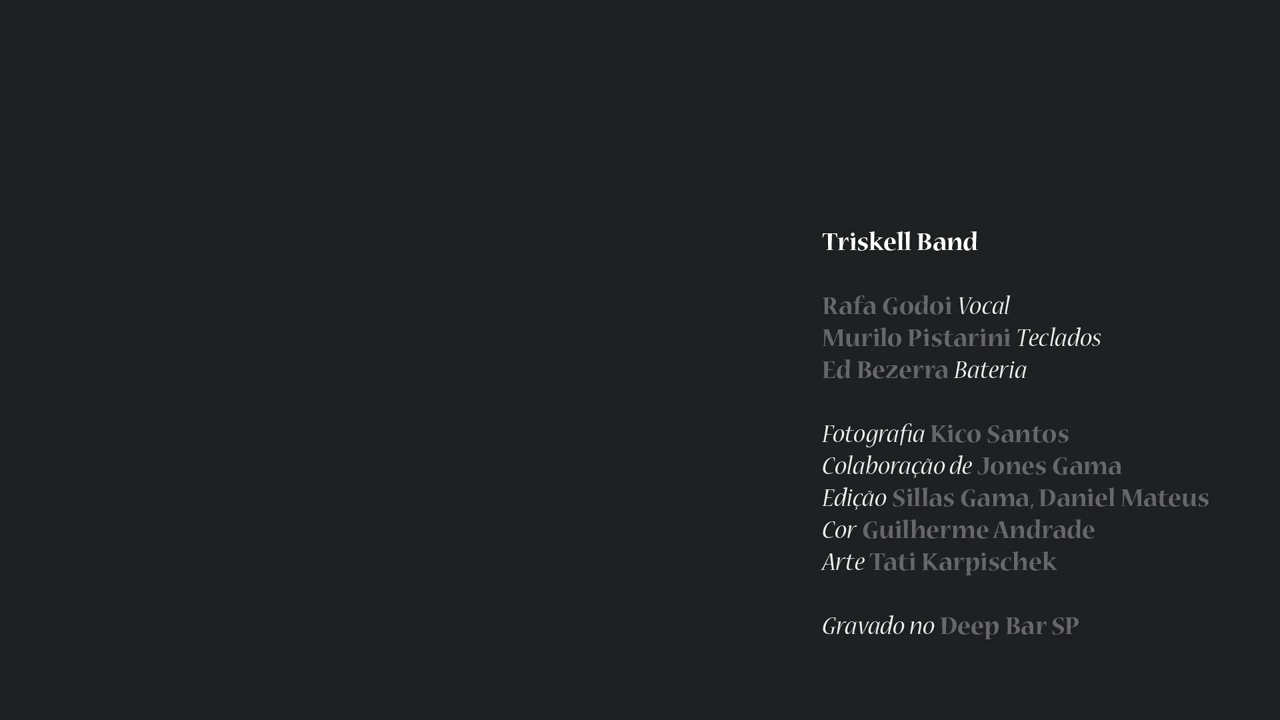 Triskell Band
Rafa Godoi Vocal
Murilo Pistarini Teclados
Ed Bezerra Bateria
Fotografia Kico Santos
Colaboração de Jones Gama
Edição Sillas Gama, Daniel Mateus
Cor Guilherme Andrade
Arte Tati Karpischek
Gravado no Deep Bar SP